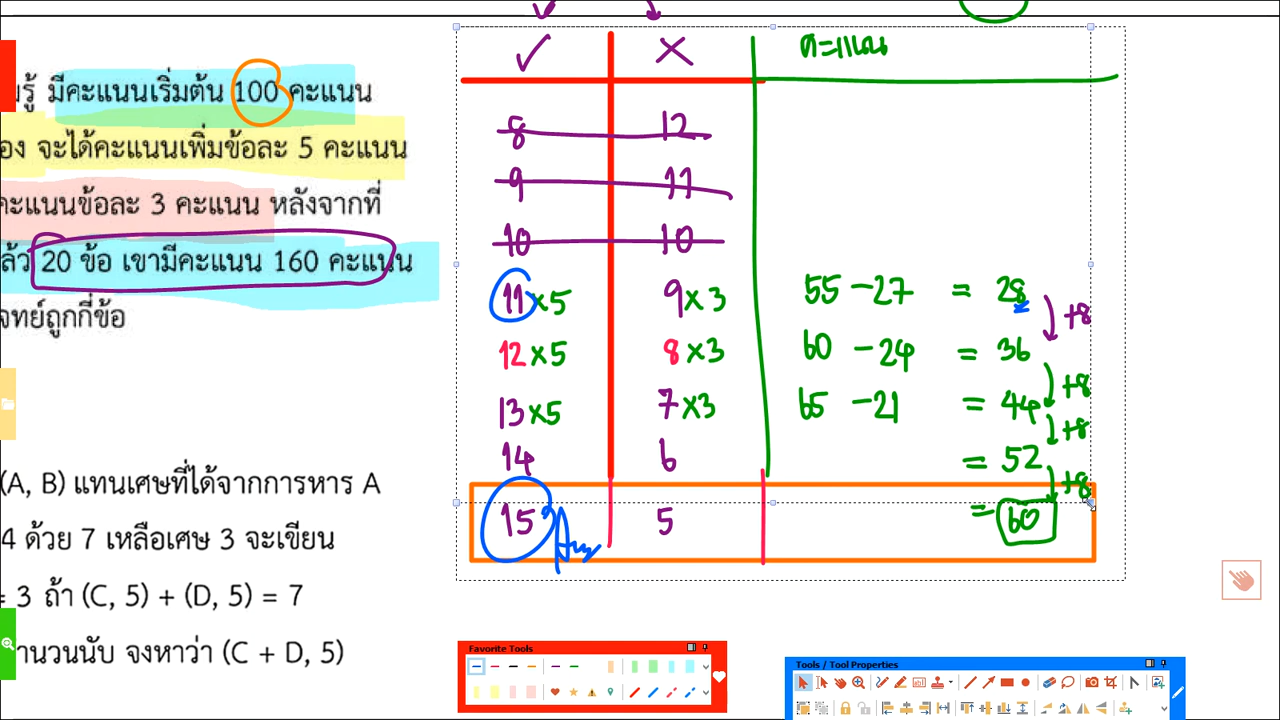 ✓ × คะแนน
มีคะแนนเริ่มต้น 100 คะแนน
จะได้คะแนนเพิ่มข้อละ 5 คะแนน
คะแนนข้อละ 3 คะแนน หลังจากที่
20 ข้อ เขามีคะแนน 160 คะแนน
จทย์ถูกกี่ข้อ
8 12
9 11
10 10
11 ×5 9 ×3 55 -27 = 28 +8
12 ×5 8 ×3 60 -24 = 36
13 ×5 7 ×3 65 -21 = 44 +8
14 6 = 52 +8
15 Ans 5 = 60 +8
(A, B) แทนเศษที่ได้จากการหาร A
4 ด้วย 7 เหลือเศษ 3 จะเขียน
= 3 ถ้า (C, 5) + (D, 5) = 7
านวนนับ จงหาว่า (C + D, 5)
Favorite Tools
Tools / Tool Properties